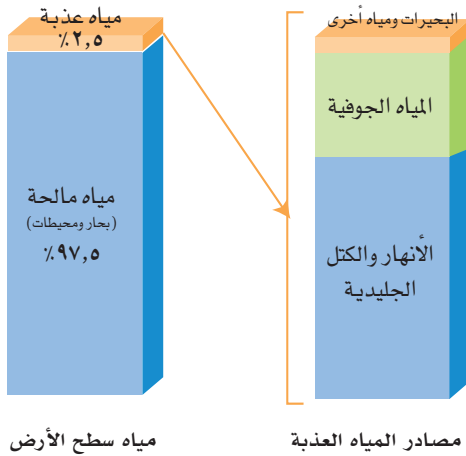 البحيرات ومياه أخرى
المياه الجوفية
الأنهار والكتل
الجليدية
مصادر المياه العذبة
مياه عذبة
٪٢,٥
مياه مالحة
(بحار ومحيطات)
٪٩٧,٥
مياه سطح الأرض